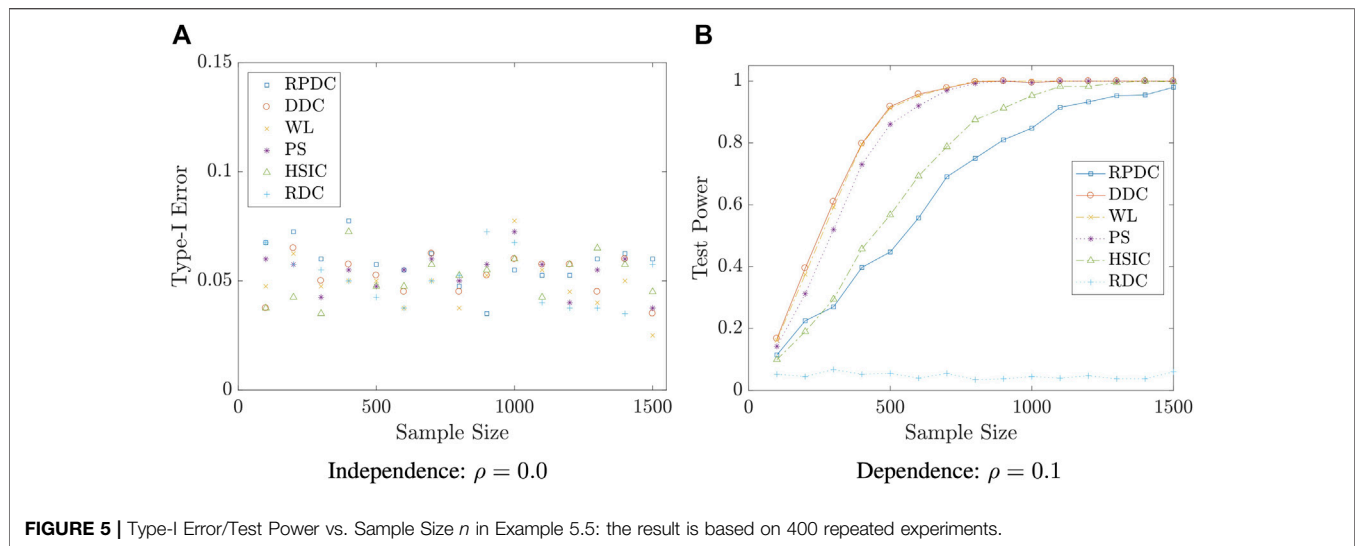 A
0.15
0.1
0.05
0
Type-I Error
RPDC
DDC
WL
PS
HSIC
RDC
0
500
1000
1500
Sample Size
Independence: ρ = 0.0
B
1
0.8
0.6
0.4
0.2
0
Test Power
RPDC
DDC
WL
PS
HSIC
RDC
0
500
1000
1500
Sample Size
Dependence: ρ = 0.1
FIGURE 5 | Type-I Error/Test Power vs. Sample Size n in Example 5.5: the result is based on 400 repeated experiments.